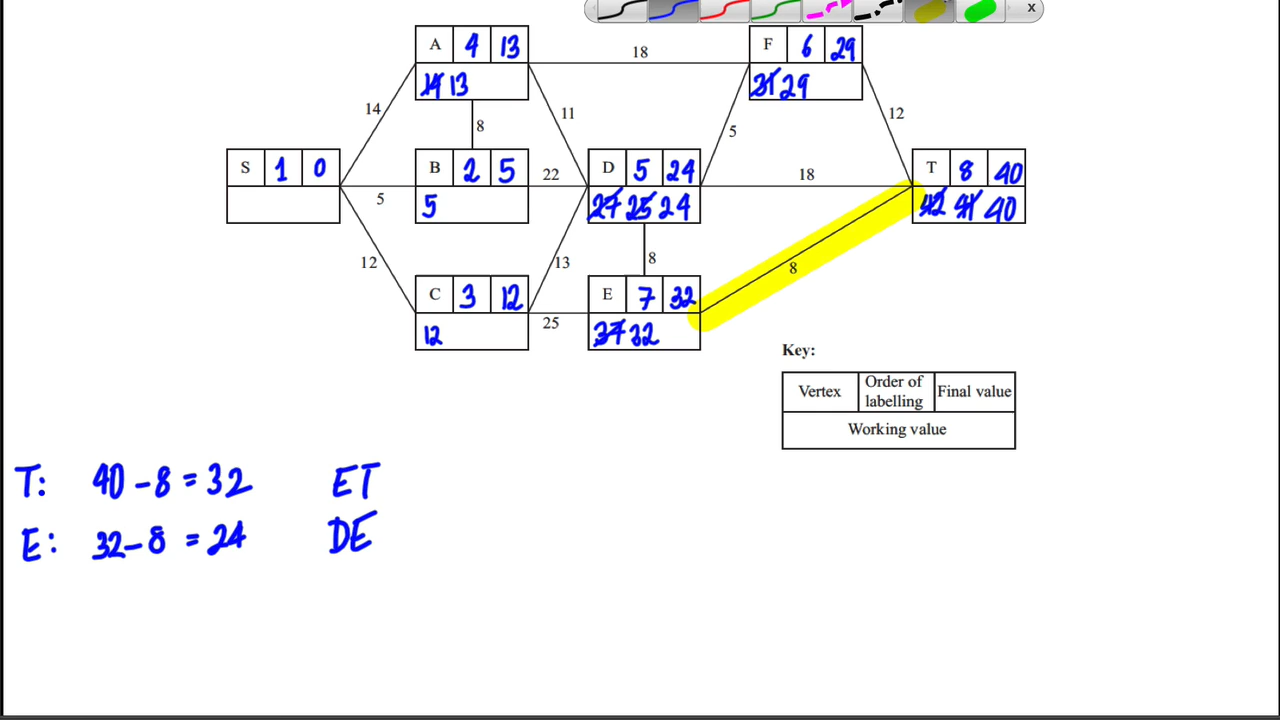 x
A 4 13
14 13
18
F 6 29
31 29
14
8
11
5
12
S 1 0
5
B 2 5
5
22
D 5 24
27 25 24
18
T 8 40
42 41 40
12
13
8
8
C 3 12
12
25
E 7 32
37 32
Key:
Vertex Order of labelling Final value
Working value
T: 40 - 8 = 32 ET
E: 32 - 8 = 24 DE